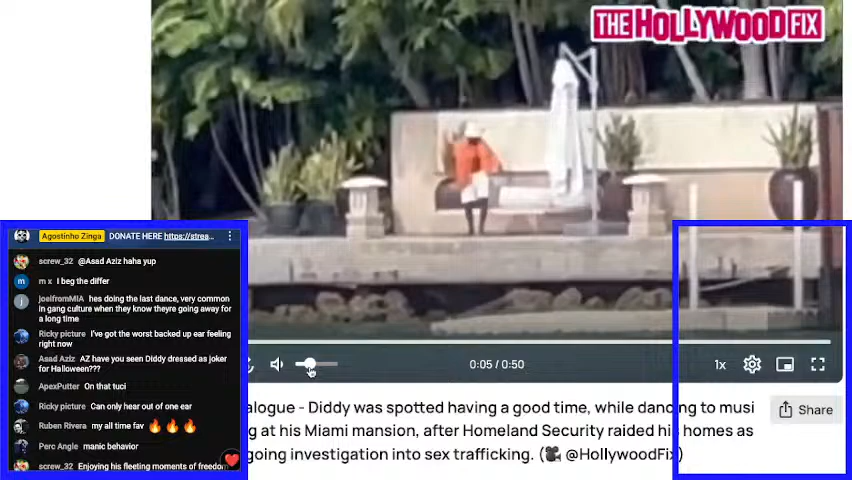 THE HOLLYWOOD FIX
Agostinho Zinga DONATE HERE https://strea...
screw_32 @Asad Aziz haha yup
m
m x I beg the differ
j
joelfromMIA hes doing the last dance, very common
in gang culture when they know theyre going away for
a long time
Ricky picture I've got the worst backed up ear feeling
right now
Asad Aziz AZ have you seen Diddy dressed as joker
for Halloween???
ApexPutter On that tuci
Ricky picture Can only hear out of one ear
Ruben Rivera my all time fav 🔥 🔥 🔥
Perc Angle manic behavior
screw_32 Enjoying his fleeting moments of freedom
0:05 / 0:50
1x
alogue - Diddy was spotted having a good time, while dancing to musi
g at his Miami mansion, after Homeland Security raided his homes as
going investigation into sex trafficking. (🎥 @HollywoodFix)
Share